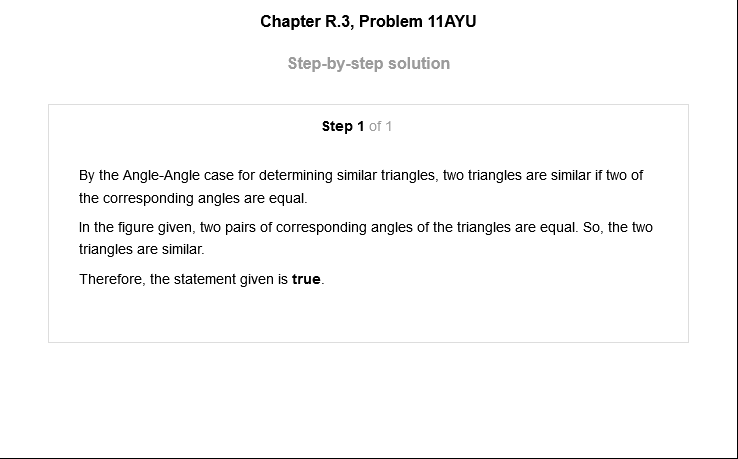 Chapter R.3, Problem 11AYU
Step-by-step solution
Step 1 of 1
By the Angle-Angle case for determining similar triangles, two triangles are similar if two of
the corresponding angles are equal.
In the figure given, two pairs of corresponding angles of the triangles are equal. So, the two
triangles are similar.
Therefore, the statement given is true.